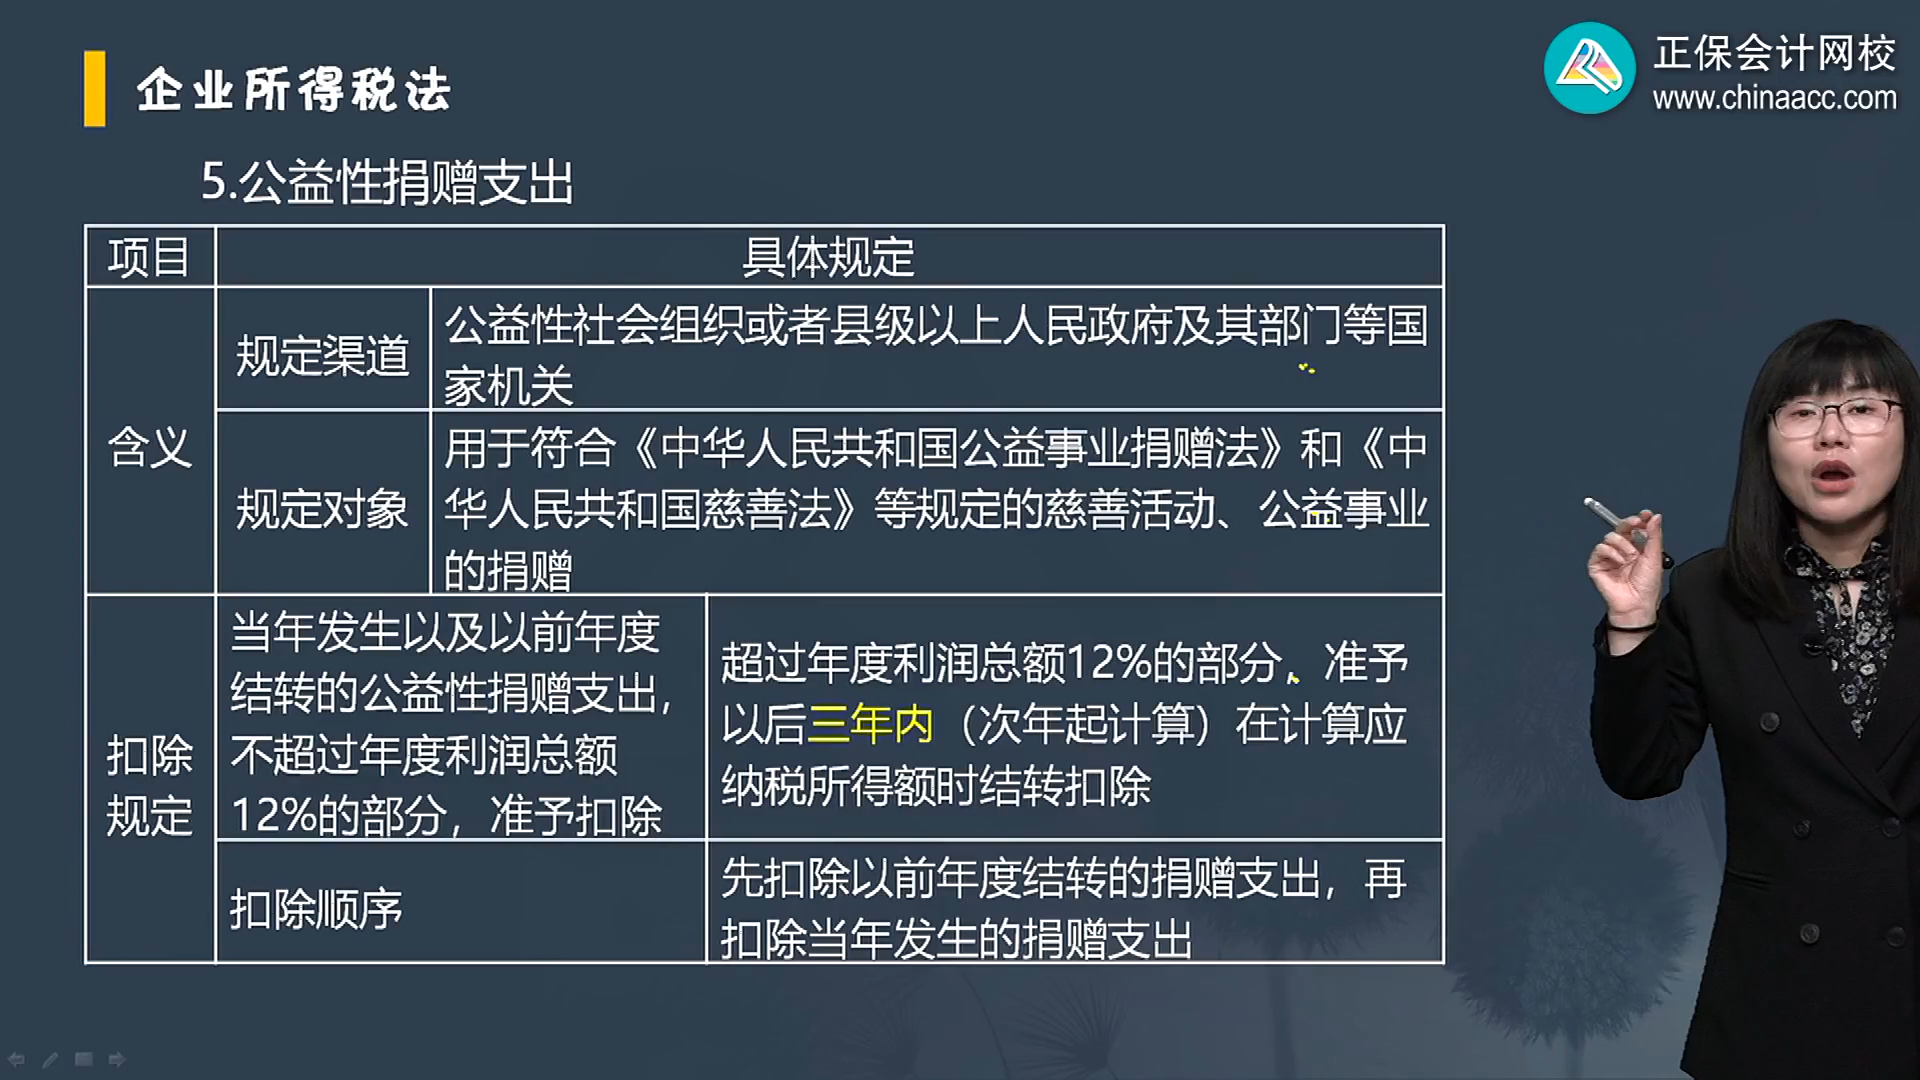 企业所得税法
正保会计网校
www.chinaacc.com
5.公益性捐赠支出
项目
具体规定
含义
规定渠道
公益性社会组织或者县级以上人民政府及其部门等国
家机关
规定对象
用于符合《中华人民共和国公益事业捐赠法》和《中
华人民共和国慈善法》等规定的慈善活动、公益事业
的捐赠
扣除
规定
当年发生以及以前年度
结转的公益性捐赠支出，
不超过年度利润总额
12%的部分，准予扣除
超过年度利润总额12%的部分，准予
以后三年内（次年起计算）在计算应
纳税所得额时结转扣除
扣除顺序
先扣除以前年度结转的捐赠支出，再
扣除当年发生的捐赠支出